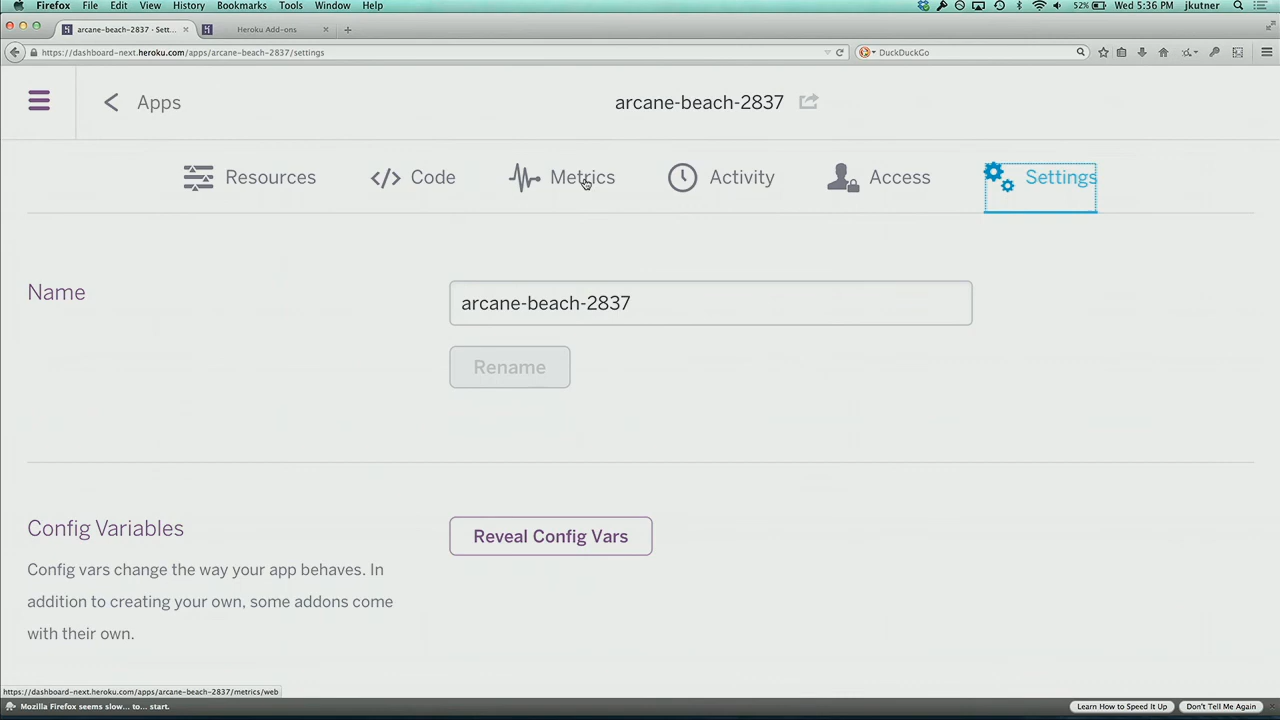 Firefox File Edit View History Bookmarks Tools Window Help 52% Wed 5:36 PM jkutner
arcane-beach-2837 · Sett... Heroku Add-ons
https://dashboard-next.heroku.com/apps/arcane-beach-2837/settings DuckDuckGo
Apps arcane-beach-2837
Resources Code Metrics Activity Access Settings
Name arcane-beach-2837
Rename
Config Variables Reveal Config Vars
Config vars change the way your app behaves. In
addition to creating your own, some addons come
with their own.
https://dashboard-next.heroku.com/apps/arcane-beach-2837/metrics/web
Mozilla Firefox seems slow... to... start. Learn How to Speed It Up Don't Tell Me Again